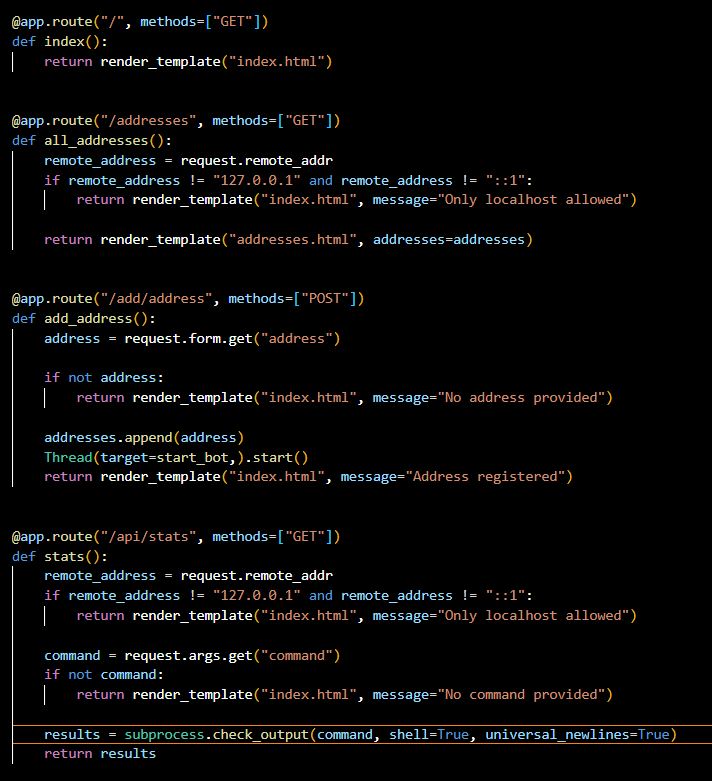 @app.route("/", methods=["GET"])
def index():
    return render_template("index.html")
@app.route("/addresses", methods=["GET"])
def all_addresses():
    remote_address = request.remote_addr
    if remote_address != "127.0.0.1" and remote_address != "::1":
        return render_template("index.html", message="Only localhost allowed")
    return render_template("addresses.html", addresses=addresses)
@app.route("/add/address", methods=["POST"])
def add_address():
    address = request.form.get("address")
    if not address:
        return render_template("index.html", message="No address provided")
    addresses.append(address)
    Thread(target=start_bot,).start()
    return render_template("index.html", message="Address registered")
@app.route("/api/stats", methods=["GET"])
def stats():
    remote_address = request.remote_addr
    if remote_address != "127.0.0.1" and remote_address != "::1":
        return render_template("index.html", message="Only localhost allowed")
    command = request.args.get("command")
    if not command:
        return render_template("index.html", message="No command provided")
    results = subprocess.check_output(command, shell=True, universal_newlines=True)
    return results